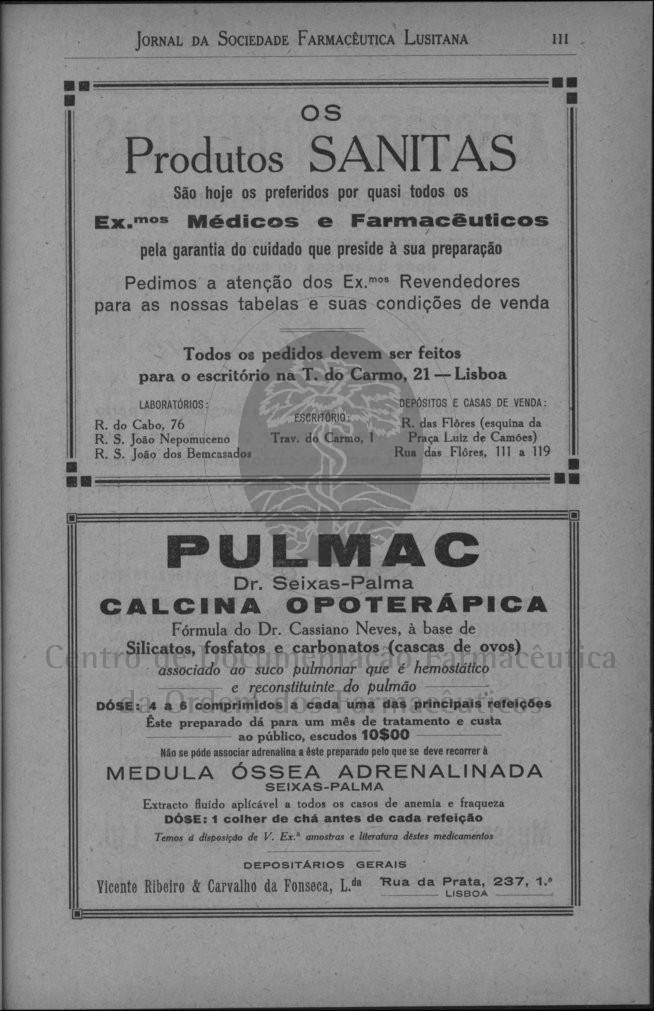 JORNAL DA SOCIEDADE FARMACÊUTICA LUSITANA III
OS
Produtos SANITAS
São hoje os preferidos por quasi todos os
Ex.mos Médicos e Farmacêuticos
pela garantia do cuidado que preside à sua preparação
Pedimos a atenção dos Ex.mos Revendedores
para as nossas tabelas e suas condições de venda
Todos os pedidos devem ser feitos
para o escritório na T. do Carmo, 21 — Lisboa
LABORATÓRIOS:
R. do Cabo, 76
R. S. João Nepomuceno
R. S. João dos Bemcasados
ESCRITÓRIO:
Trav. do Carmo, 1
DEPÓSITOS E CASAS DE VENDA:
R. das Flôres (esquina da
Praça Luiz de Camões)
Rua das Flôres, 111 a 119
PULMAC
Dr. Seixas-Palma
CALCINA OPOTERÁPICA
Fórmula do Dr. Cassiano Neves, à base de
Silicatos, fosfatos e carbonatos (cascas de ovos)
Centro de Documentação Farmacêutica
associado ao suco pulmonar que é hemostático
e reconstituinte do pulmão
da Ordem dos Farmacêuticos
DÓSE: 4 a 6 comprimidos a cada uma das principais refeições
Êste preparado dá para um mês de tratamento e custa
ao público, escudos 10$00
Não se póde associar adrenalina a êste preparado pelo que se deve recorrer à
MEDULA ÓSSEA ADRENALINADA
SEIXAS-PALMA
Extracto fluído aplicável a todos os casos de anemia e fraqueza
DÓSE: 1 colher de chá antes de cada refeição
Temos á disposição de V. Ex.ª amostras e literatura dêstes medicamentos
DEPOSITÁRIOS GERAIS
Vicente Ribeiro & Carvalho da Fonseca, L.da Rua da Prata, 237, 1.º
LISBOA